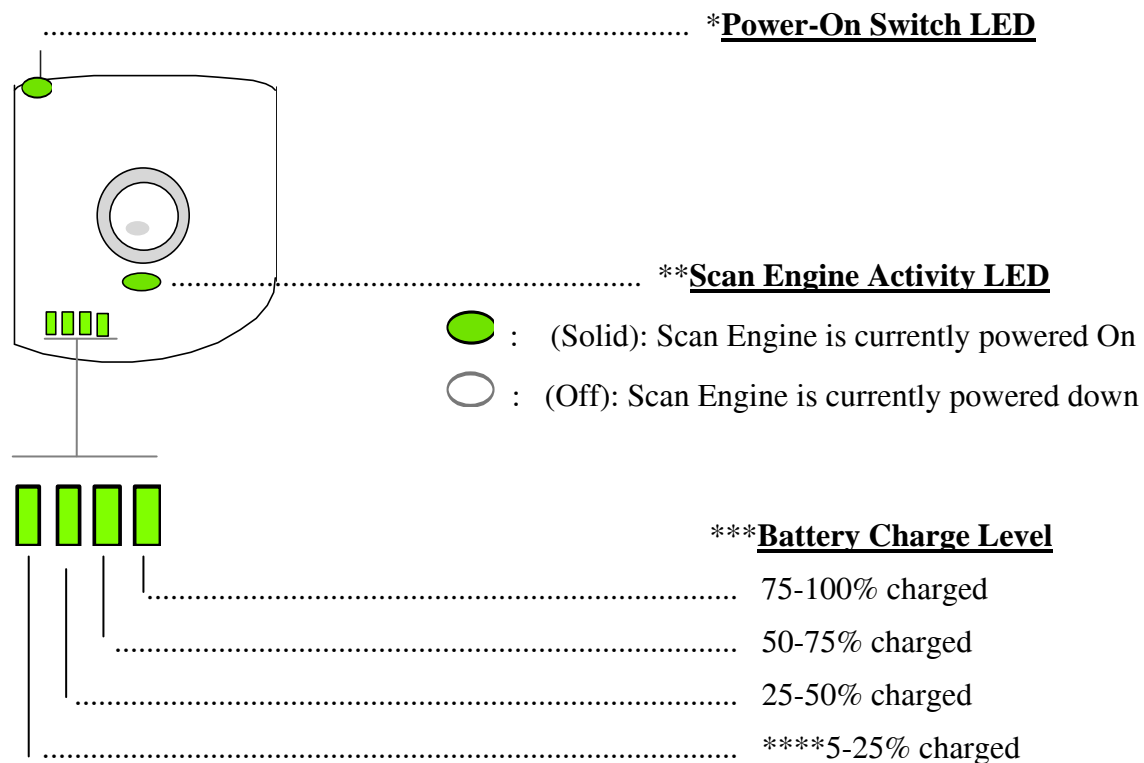 *Power-On Switch LED
**Scan Engine Activity LED
: (Solid): Scan Engine is currently powered On
: (Off): Scan Engine is currently powered down
***Battery Charge Level
75-100% charged
50-75% charged
25-50% charged
****5-25% charged